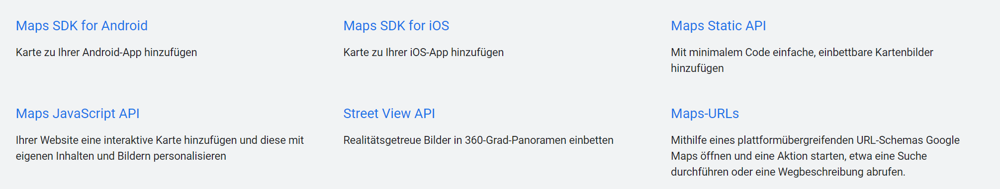 Maps SDK for Android
Karte zu Ihrer Android-App hinzufügen
Maps SDK for iOS
Karte zu Ihrer iOS-App hinzufügen
Maps Static API
Mit minimalem Code einfache, einbettbare Kartenbilder
hinzufügen
Maps JavaScript API
Ihrer Website eine interaktive Karte hinzufügen und diese mit
eigenen Inhalten und Bildern personalisieren
Street View API
Realitätsgetreue Bilder in 360-Grad-Panoramen einbetten
Maps-URLs
Mithilfe eines plattformübergreifenden URL-Schemas Google
Maps öffnen und eine Aktion starten, etwa eine Suche
durchführen oder eine Wegbeschreibung abrufen.